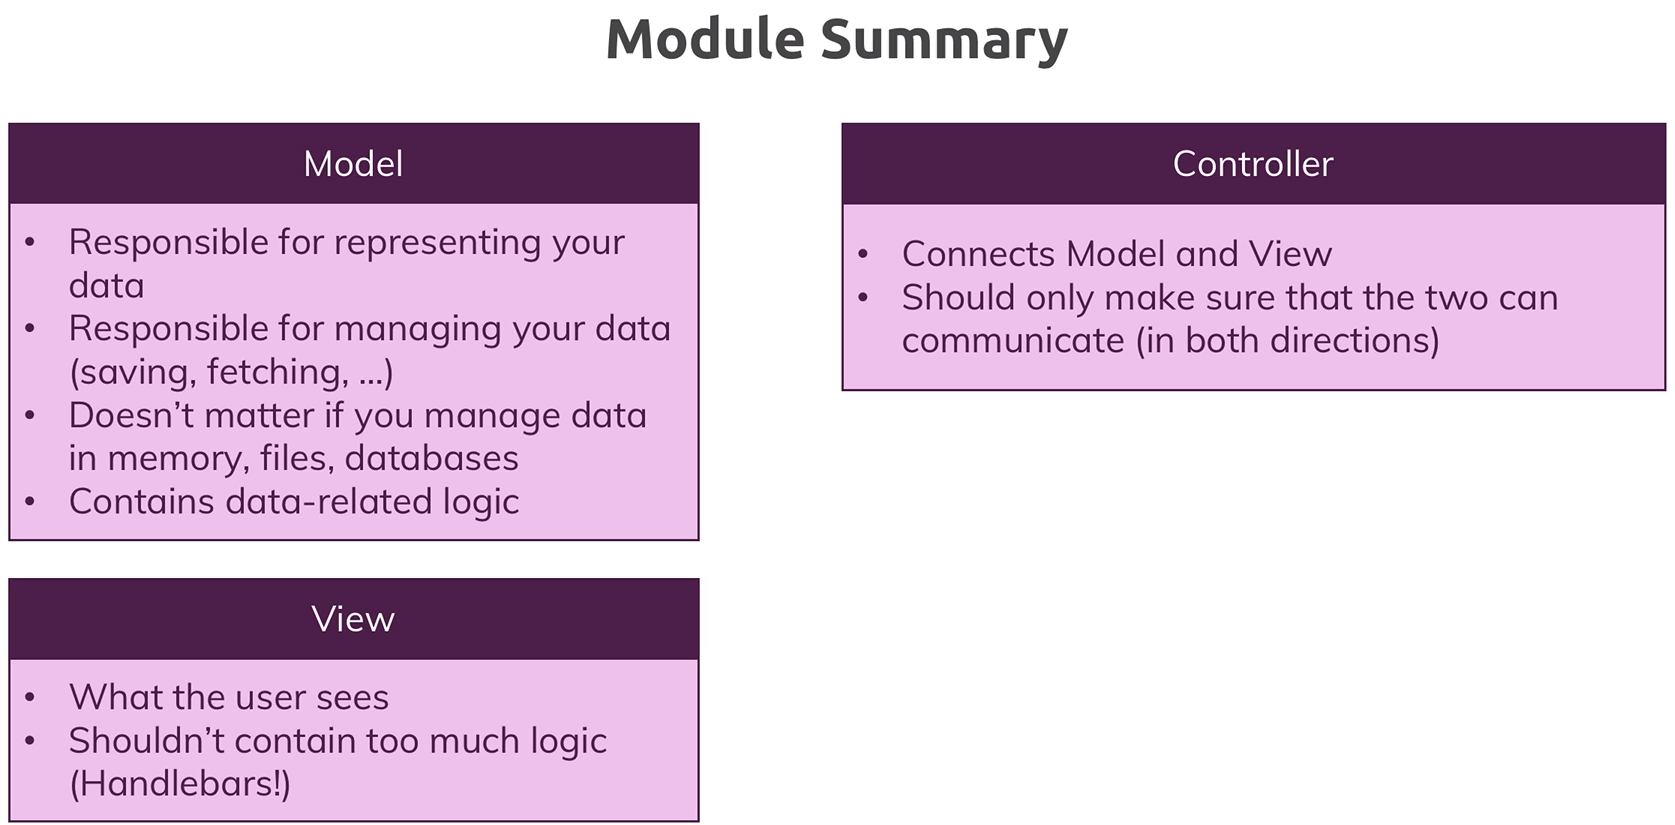 Module Summary
Model
• Responsible for representing your
data
• Responsible for managing your data
(saving, fetching, …)
• Doesn’t matter if you manage data
in memory, files, databases
• Contains data-related logic
View
• What the user sees
• Shouldn’t contain too much logic
(Handlebars!)
Controller
• Connects Model and View
• Should only make sure that the two can
communicate (in both directions)